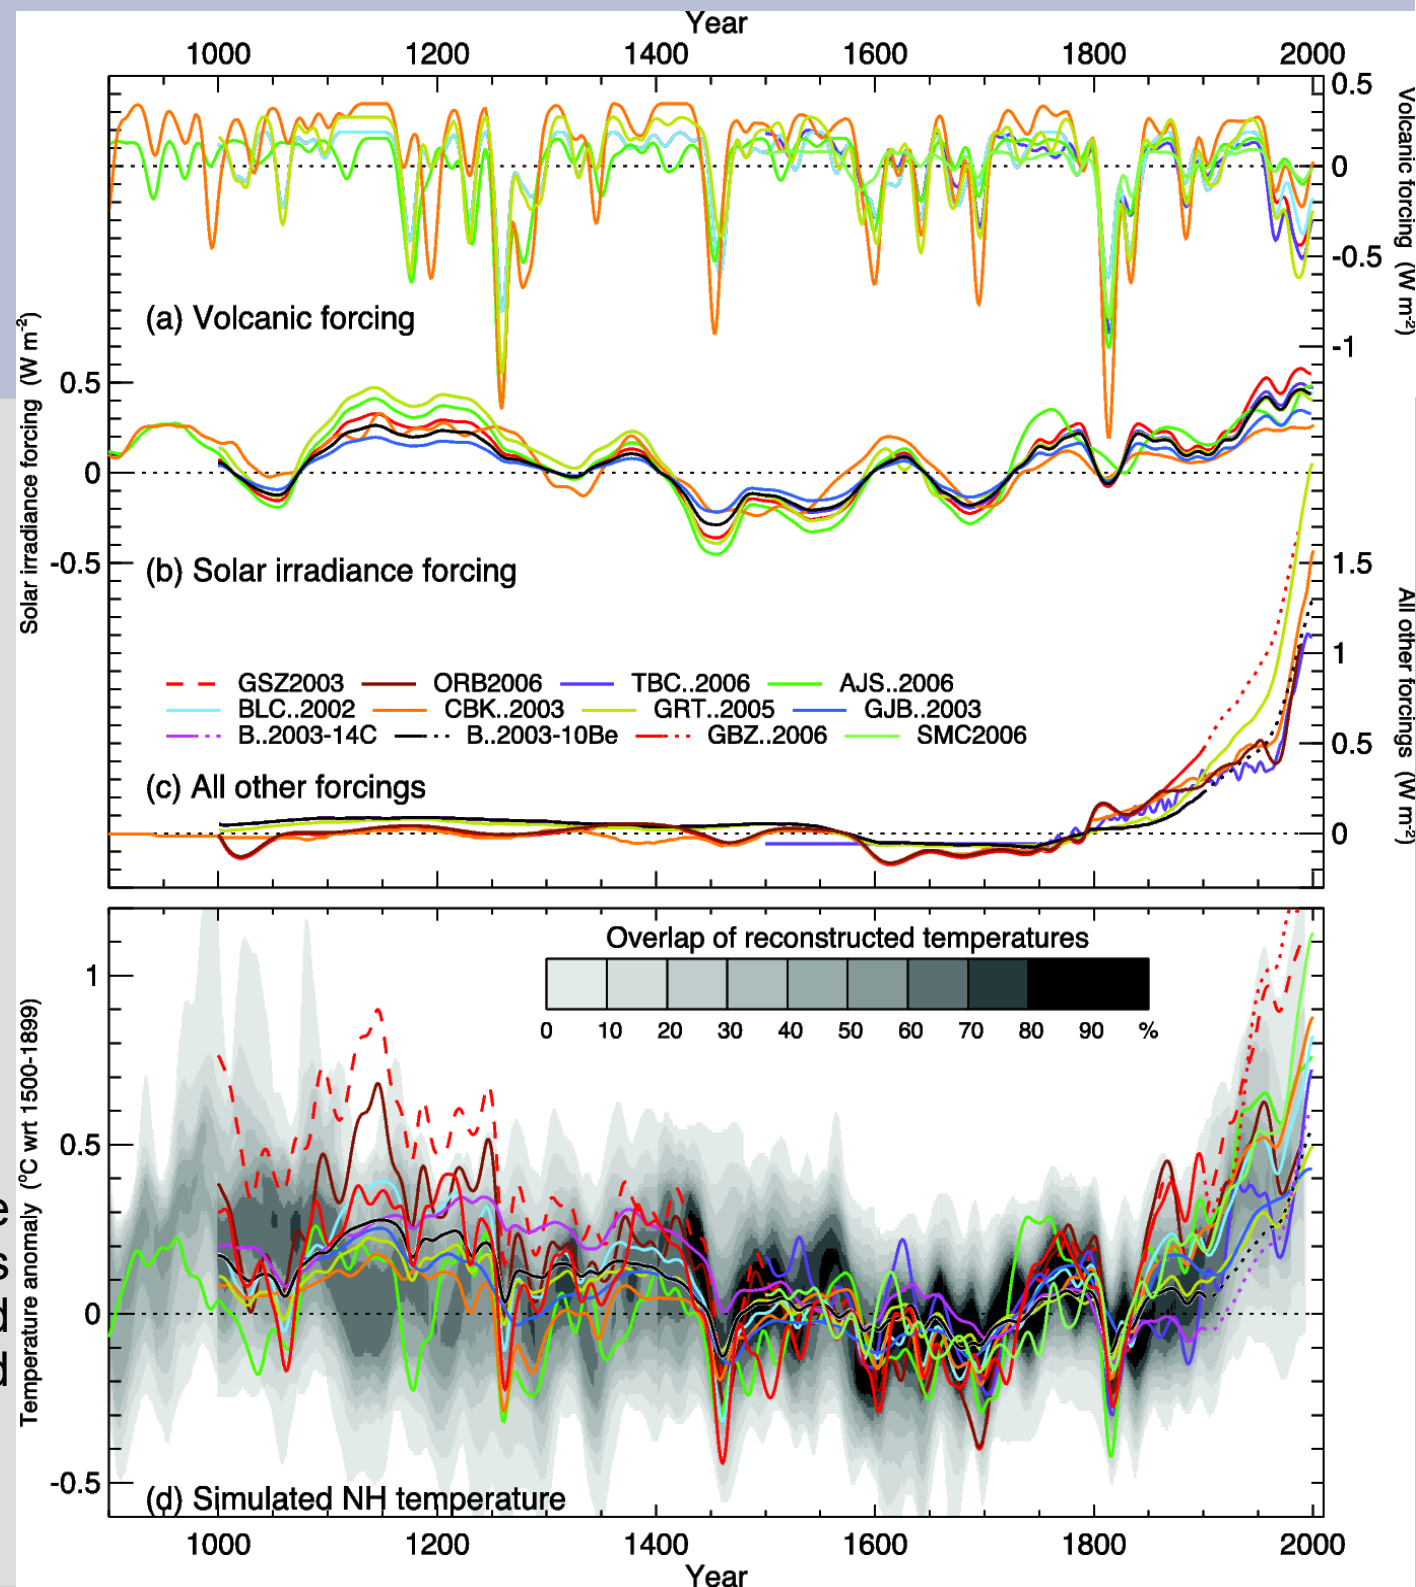 Year
1000 1200 1400 1600 1800 2000
0.5
0
-0.5
-1
Volcanic forcing (W m-2)
(a) Volcanic forcing
0.5
0
-0.5
Solar irradiance forcing (W m-2)
(b) Solar irradiance forcing
1.5
1
0.5
0
All other forcings (W m-2)
GSZ2003 ORB2006 TBC..2006 AJS..2006
BLC..2002 CBK..2003 GRT..2005 GJB..2003
B..2003-14C B..2003-10Be GBZ..2006 SMC2006
(c) All other forcings
Overlap of reconstructed temperatures
0 10 20 30 40 50 60 70 80 90 %
1
0.5
0
-0.5
Temperature anomaly (°C wrt 1500-1899)
(d) Simulated NH temperature
1000 1200 1400 1600 1800 2000
Year